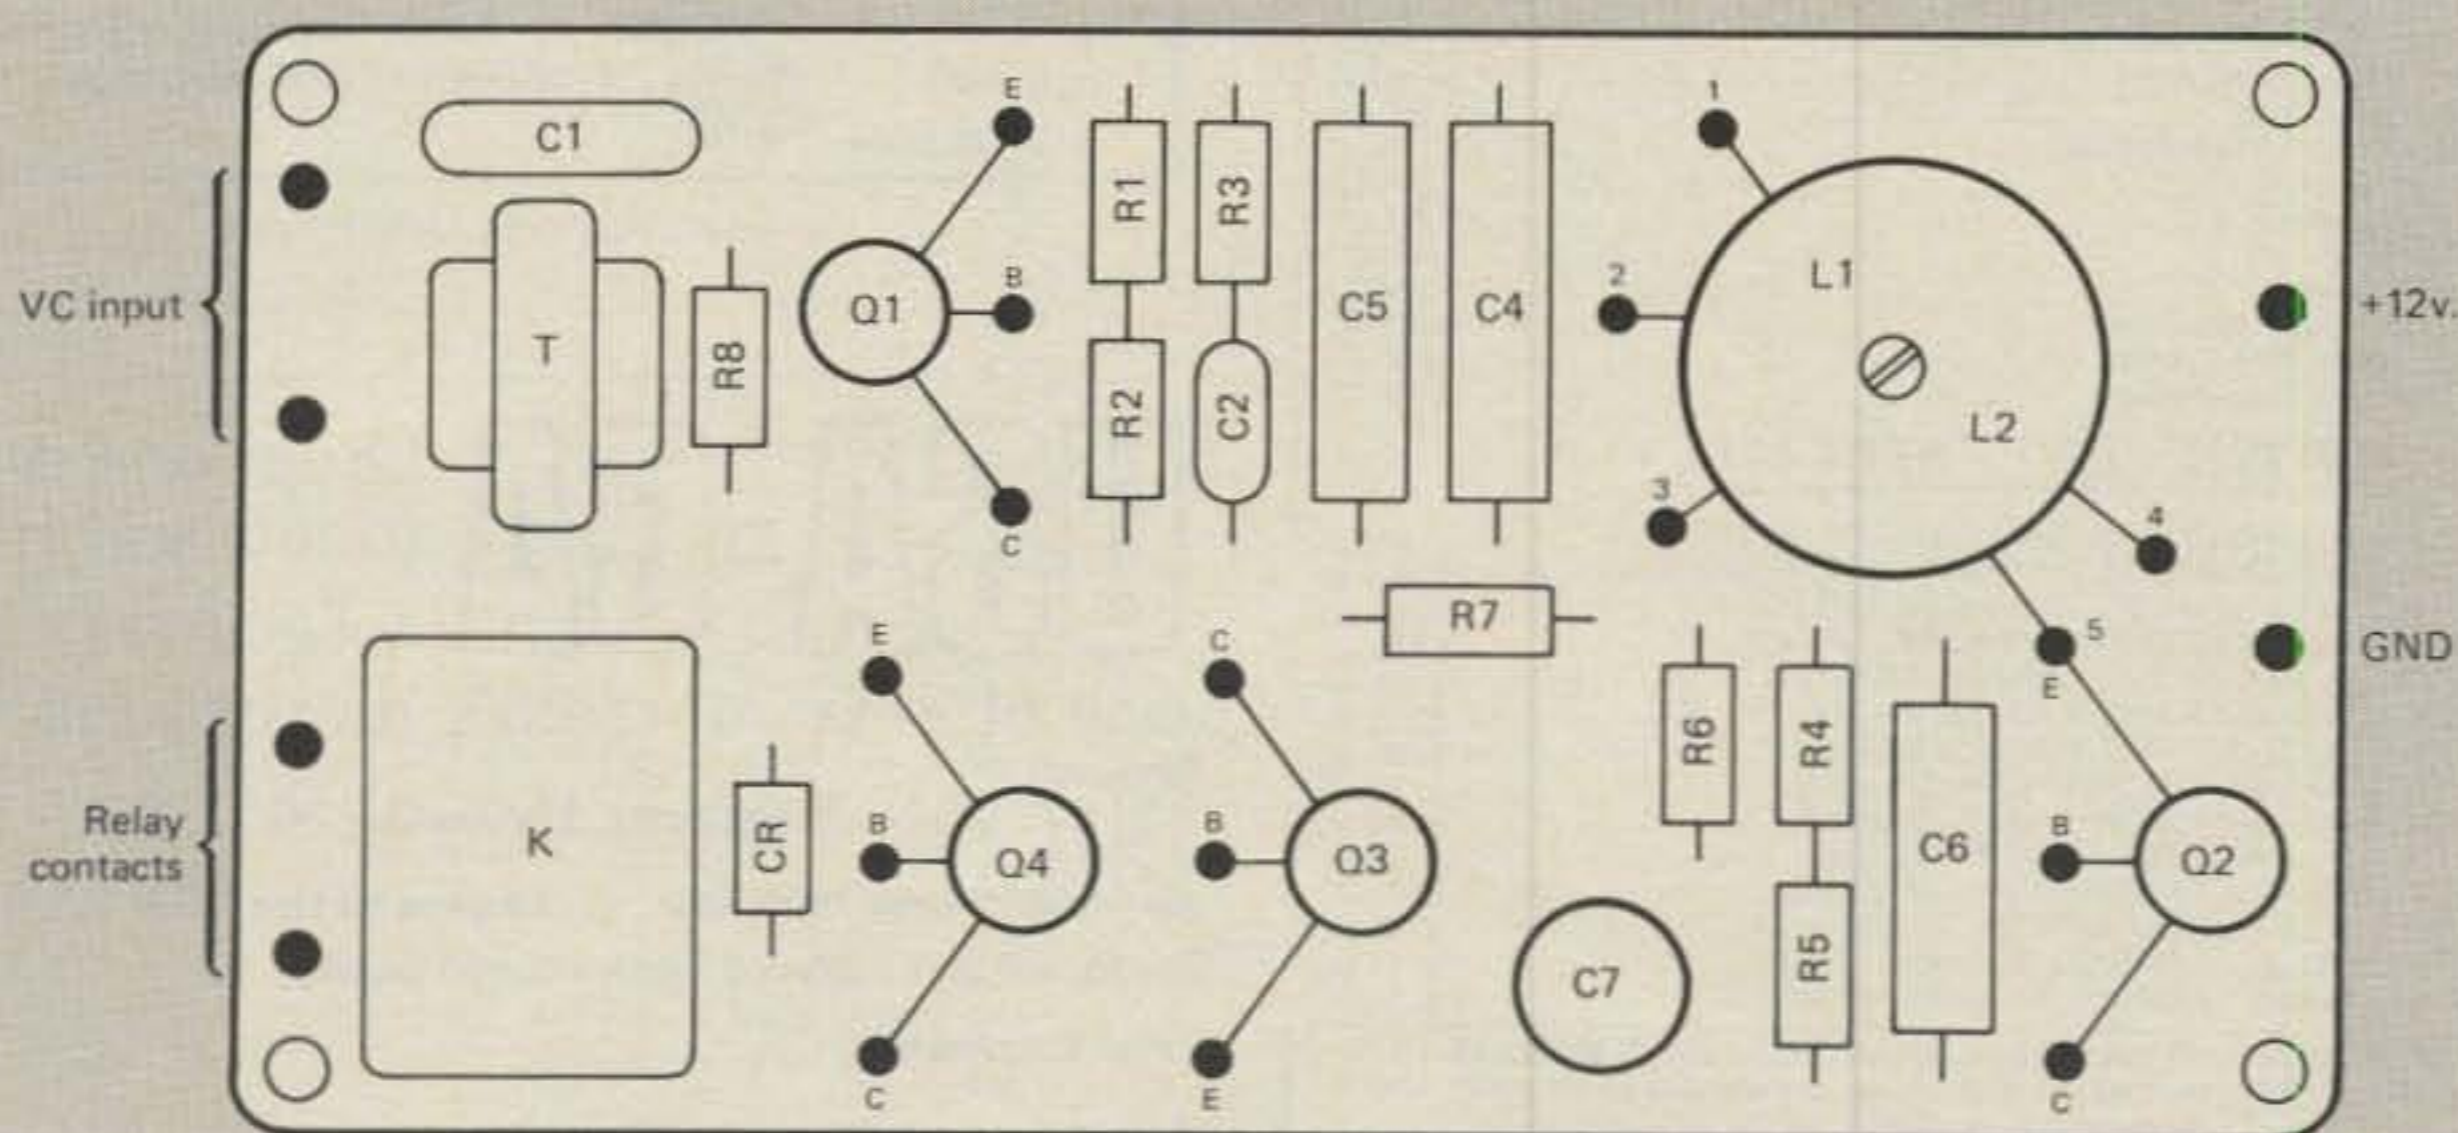 C1
E
1
R1
R3
VC input
T
R8
Q1
B
C5
C4
2
L1
+12v.
R2
C2
L2
C
3
4
R7
GND
E
C
5
E
R6
R4
Relay
contacts
K
CR
B
Q4
B
Q3
C6
B
Q2
C7
R5
C
E
C